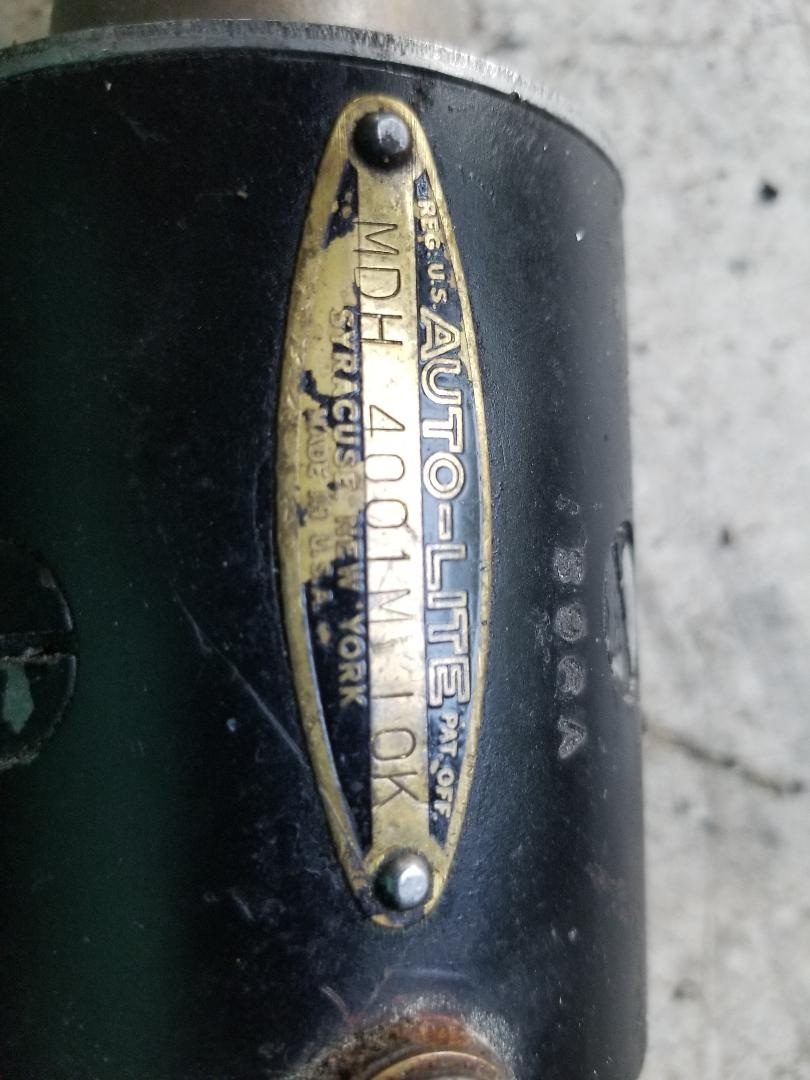 REG. U.S. AUTO-LITE PAT. OFF.
MDH 4001M 10K
SYRACUSE, NEW YORK
MADE IN U.S.A.